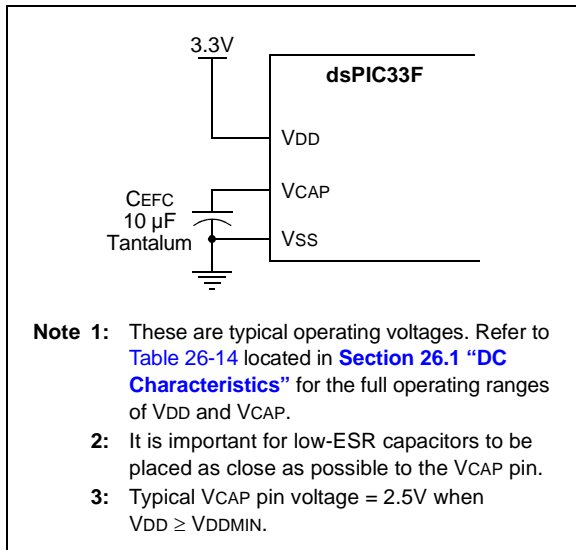 3.3V
dsPIC33F
VDD
VCAP
CEFC
10 µF
Tantalum
VSS
Note 1: These are typical operating voltages. Refer to
Table 26-14 located in Section 26.1 “DC
Characteristics” for the full operating ranges
of VDD and VCAP.
2: It is important for low-ESR capacitors to be
placed as close as possible to the VCAP pin.
3: Typical VCAP pin voltage = 2.5V when
VDD ≥ VDDMIN.